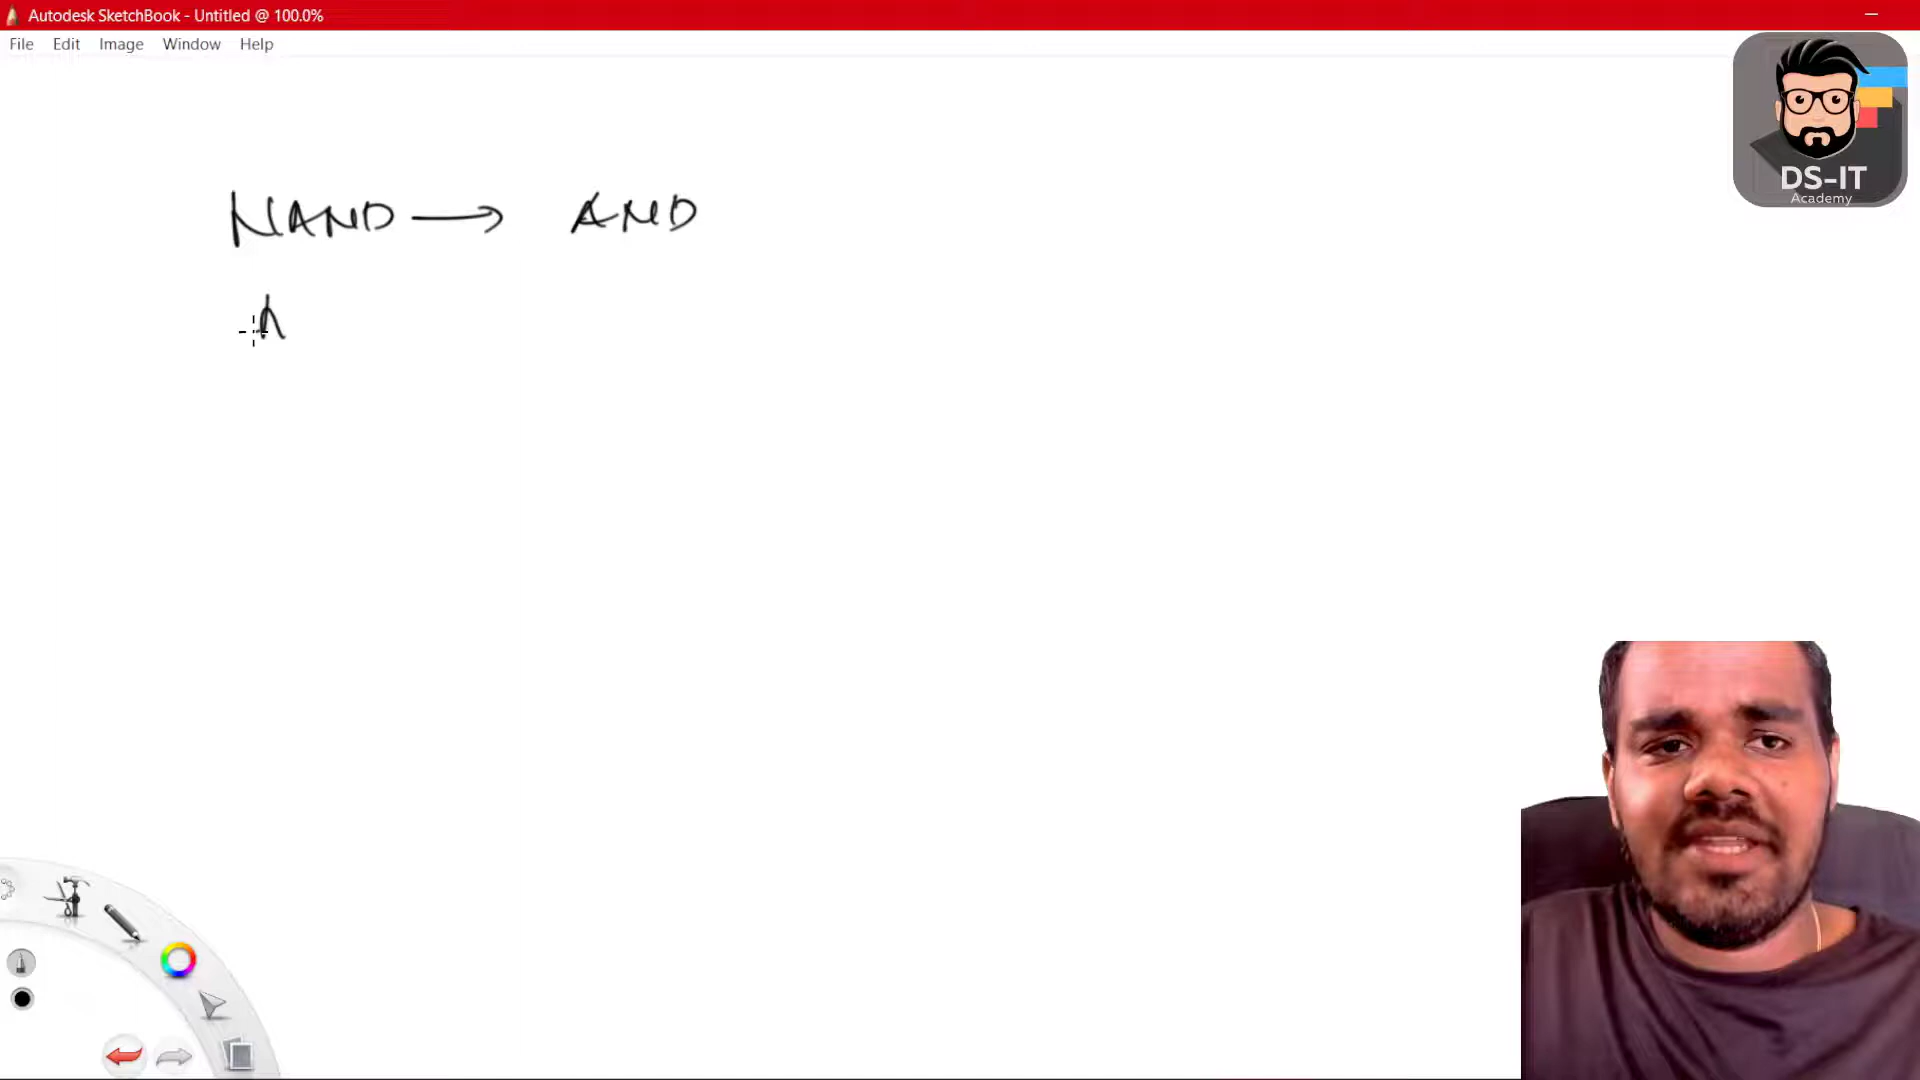 Autodesk SketchBook - Untitled @ 100.0%
File Edit Image Window Help
DS-IT
Academy
NAND → AND